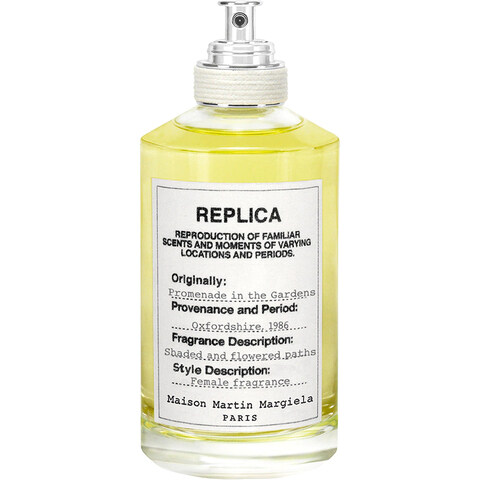 REPLICA
REPRODUCTION OF FAMILIAR
SCENTS AND MOMENTS OF VARYING
LOCATIONS AND PERIODS.
Originally:
Promenade in the Gardens
Provenance and Period:
Oxfordshire, 1986
Fragrance Description:
Shaded and flowered paths
Style Description:
Female fragrance
Maison Martin Margiela
PARIS